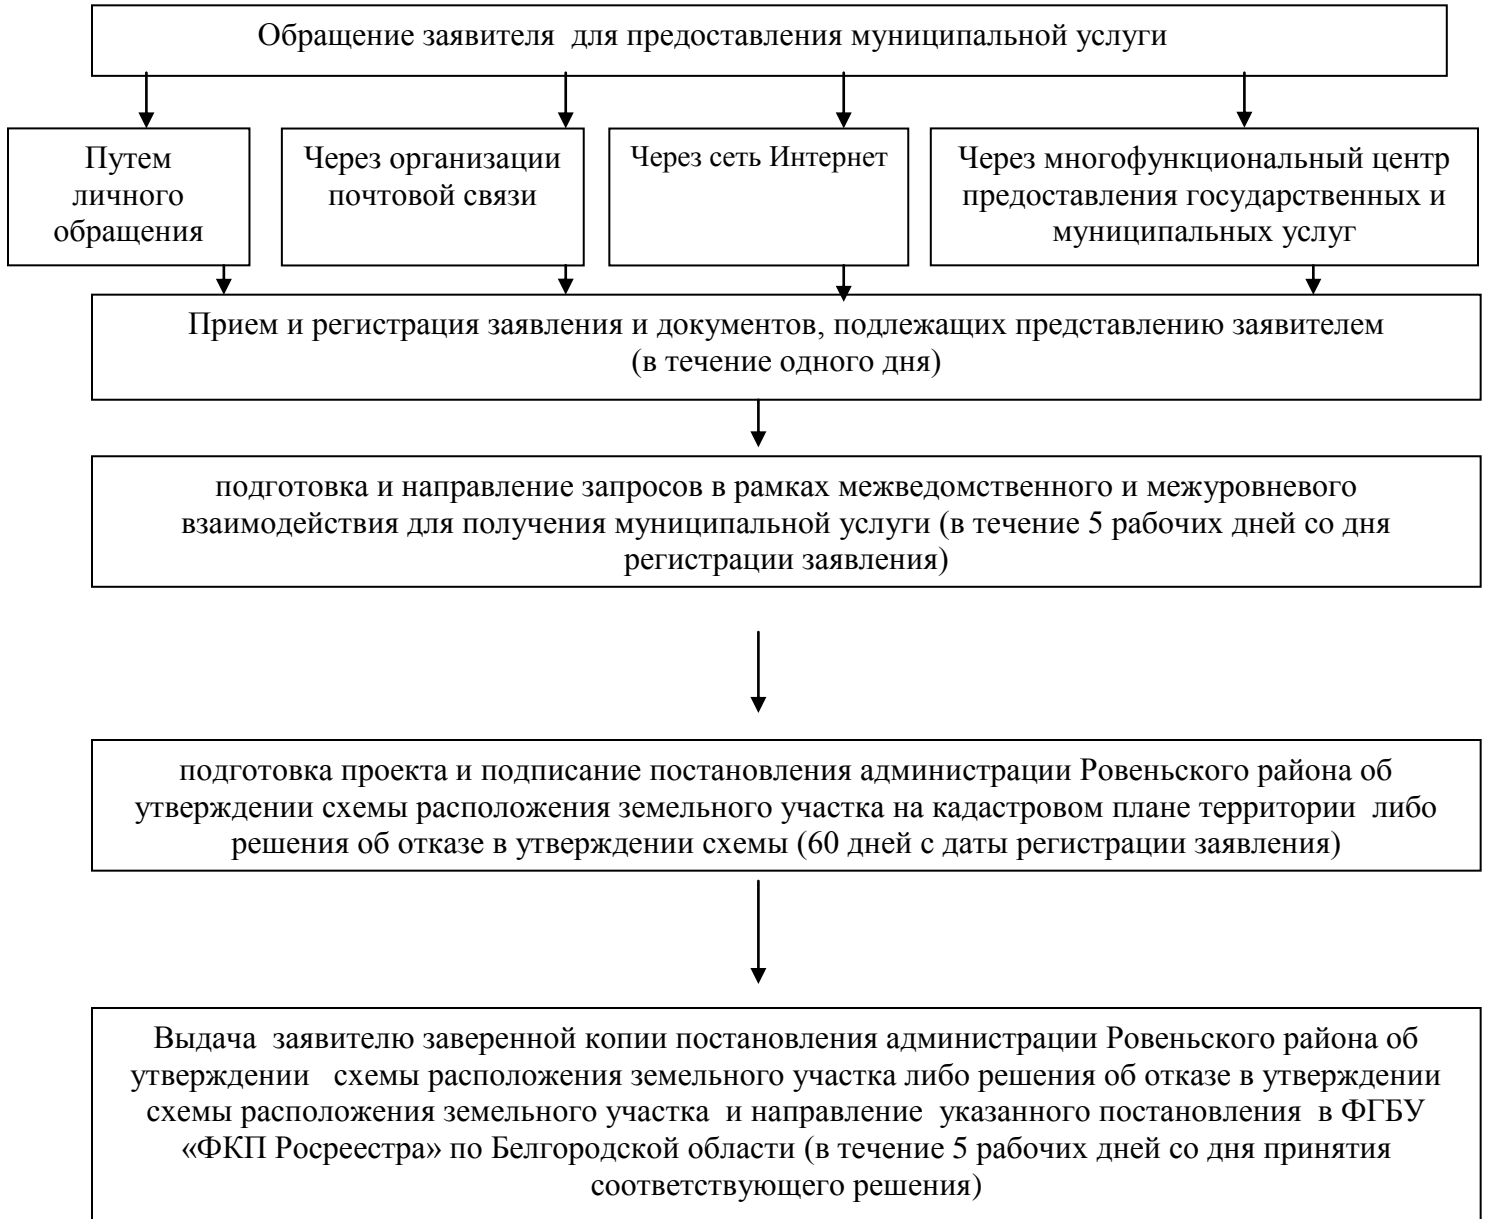 Обращение заявителя для предоставления муниципальной услуги
Путем
личного
обращения
Через организации
почтовой связи
Через сеть Интернет
Через многофункциональный центр
предоставления государственных и
муниципальных услуг
Прием и регистрация заявления и документов, подлежащих представлению заявителем
(в течение одного дня)
подготовка и направление запросов в рамках межведомственного и межуровневого
взаимодействия для получения муниципальной услуги (в течение 5 рабочих дней со дня
регистрации заявления)
подготовка проекта и подписание постановления администрации Ровеньского района об
утверждении схемы расположения земельного участка на кадастровом плане территории либо
решения об отказе в утверждении схемы (60 дней с даты регистрации заявления)
Выдача заявителю заверенной копии постановления администрации Ровеньского района об
утверждении схемы расположения земельного участка либо решения об отказе в утверждении
схемы расположения земельного участка и направление указанного постановления в ФГБУ
«ФКП Росреестра» по Белгородской области (в течение 5 рабочих дней со дня принятия
соответствующего решения)